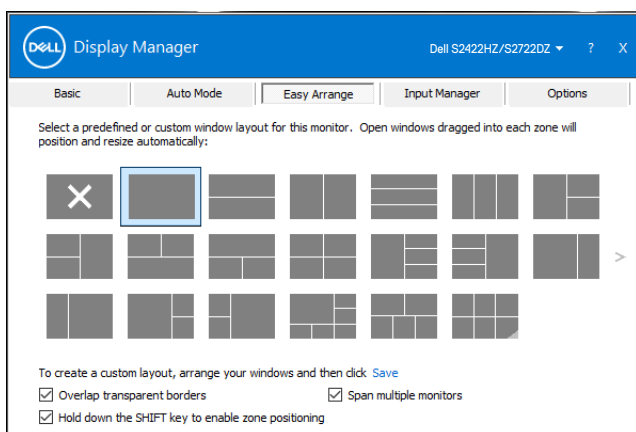 DELL Display Manager Dell S2422HZ/S2722DZ ? X
Basic Auto Mode Easy Arrange Input Manager Options
Select a predefined or custom window layout for this monitor. Open windows dragged into each zone will
position and resize automatically:
>
To create a custom layout, arrange your windows and then click Save
Overlap transparent borders Span multiple monitors
Hold down the SHIFT key to enable zone positioning